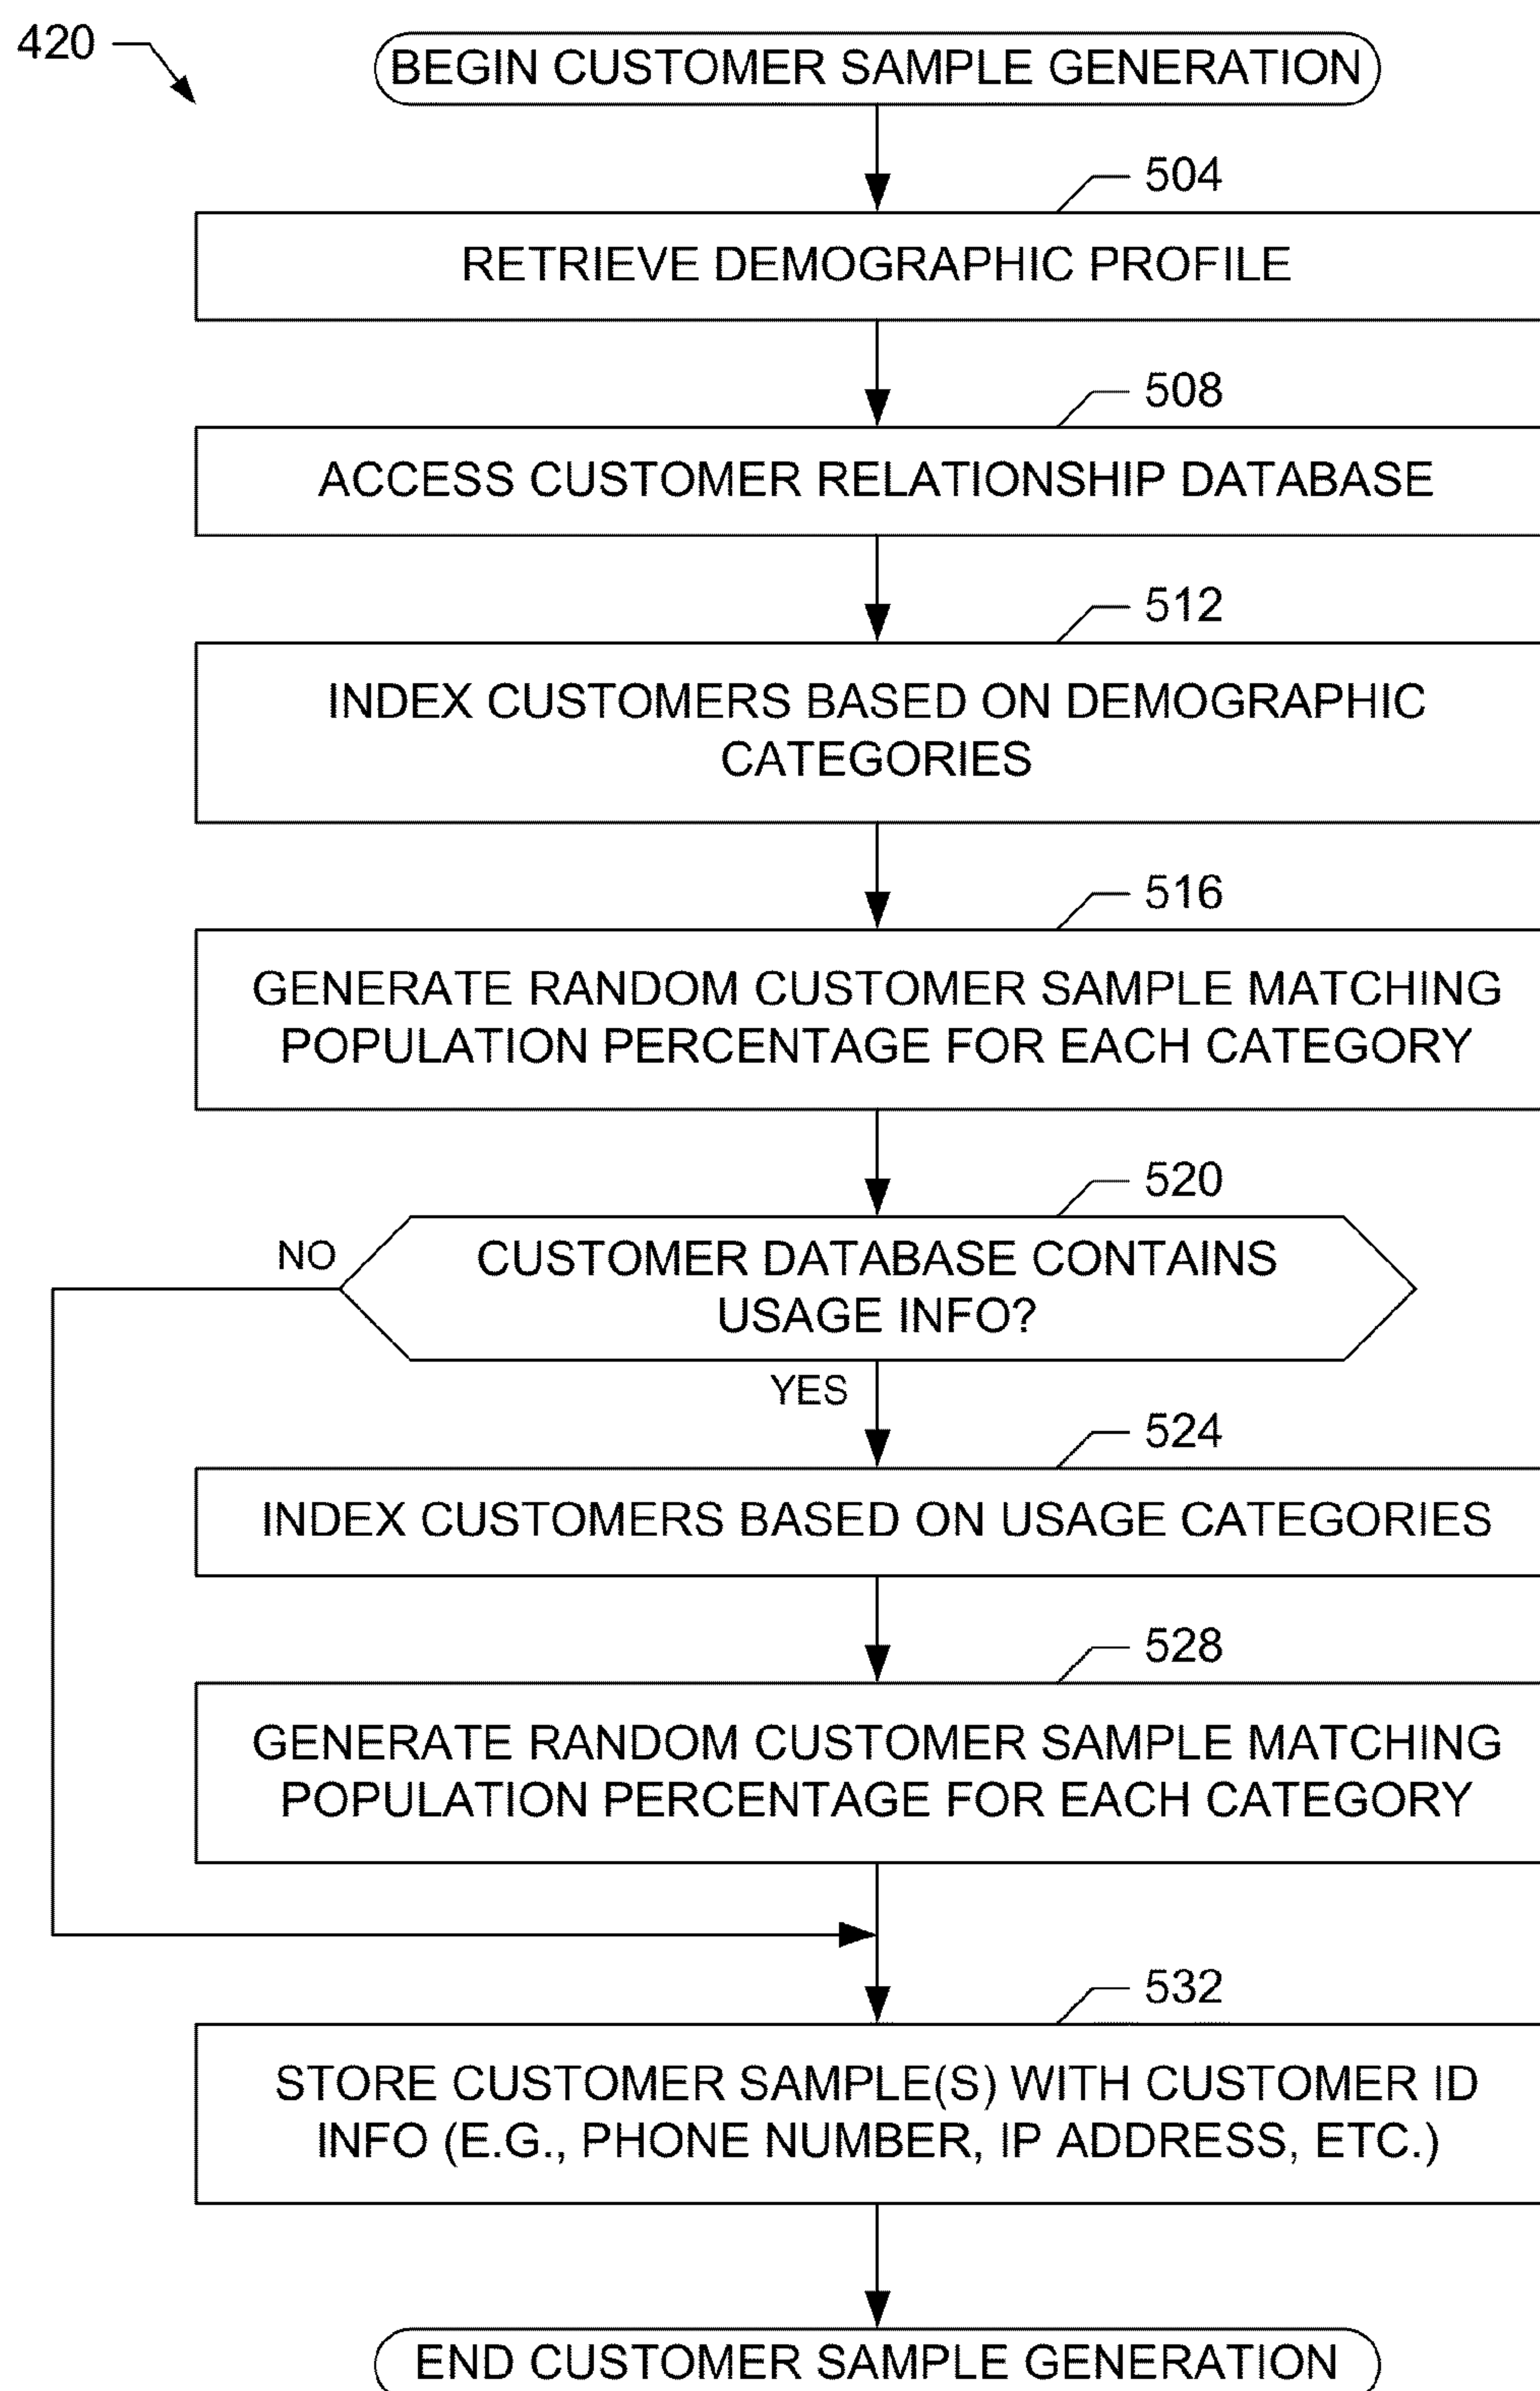 420
BEGIN CUSTOMER SAMPLE GENERATION
504
RETRIEVE DEMOGRAPHIC PROFILE
508
ACCESS CUSTOMER RELATIONSHIP DATABASE
512
INDEX CUSTOMERS BASED ON DEMOGRAPHIC
CATEGORIES
516
GENERATE RANDOM CUSTOMER SAMPLE MATCHING
POPULATION PERCENTAGE FOR EACH CATEGORY
520
NO
CUSTOMER DATABASE CONTAINS
USAGE INFO?
YES
524
INDEX CUSTOMERS BASED ON USAGE CATEGORIES
528
GENERATE RANDOM CUSTOMER SAMPLE MATCHING
POPULATION PERCENTAGE FOR EACH CATEGORY
532
STORE CUSTOMER SAMPLE(S) WITH CUSTOMER ID
INFO (E.G., PHONE NUMBER, IP ADDRESS, ETC.)
END CUSTOMER SAMPLE GENERATION